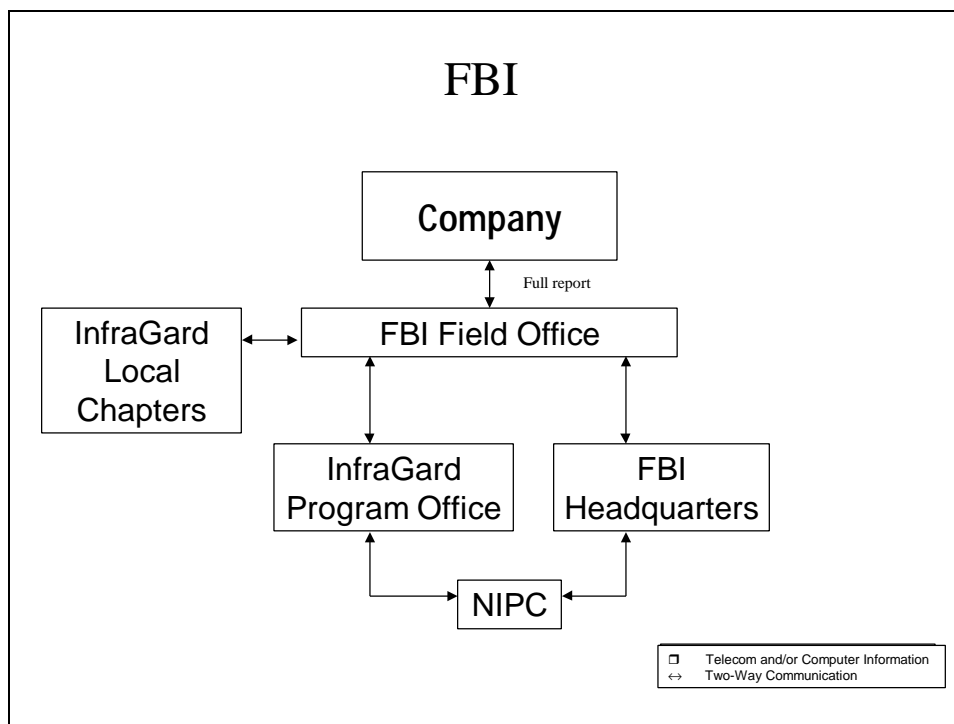 FBI
Company
Full report
InfraGard
Local
Chapters
FBI Field Office
InfraGard
Program Office
FBI
Headquarters
NIPC
❒ Telecom and/or Computer Information
↔ Two-Way Communication